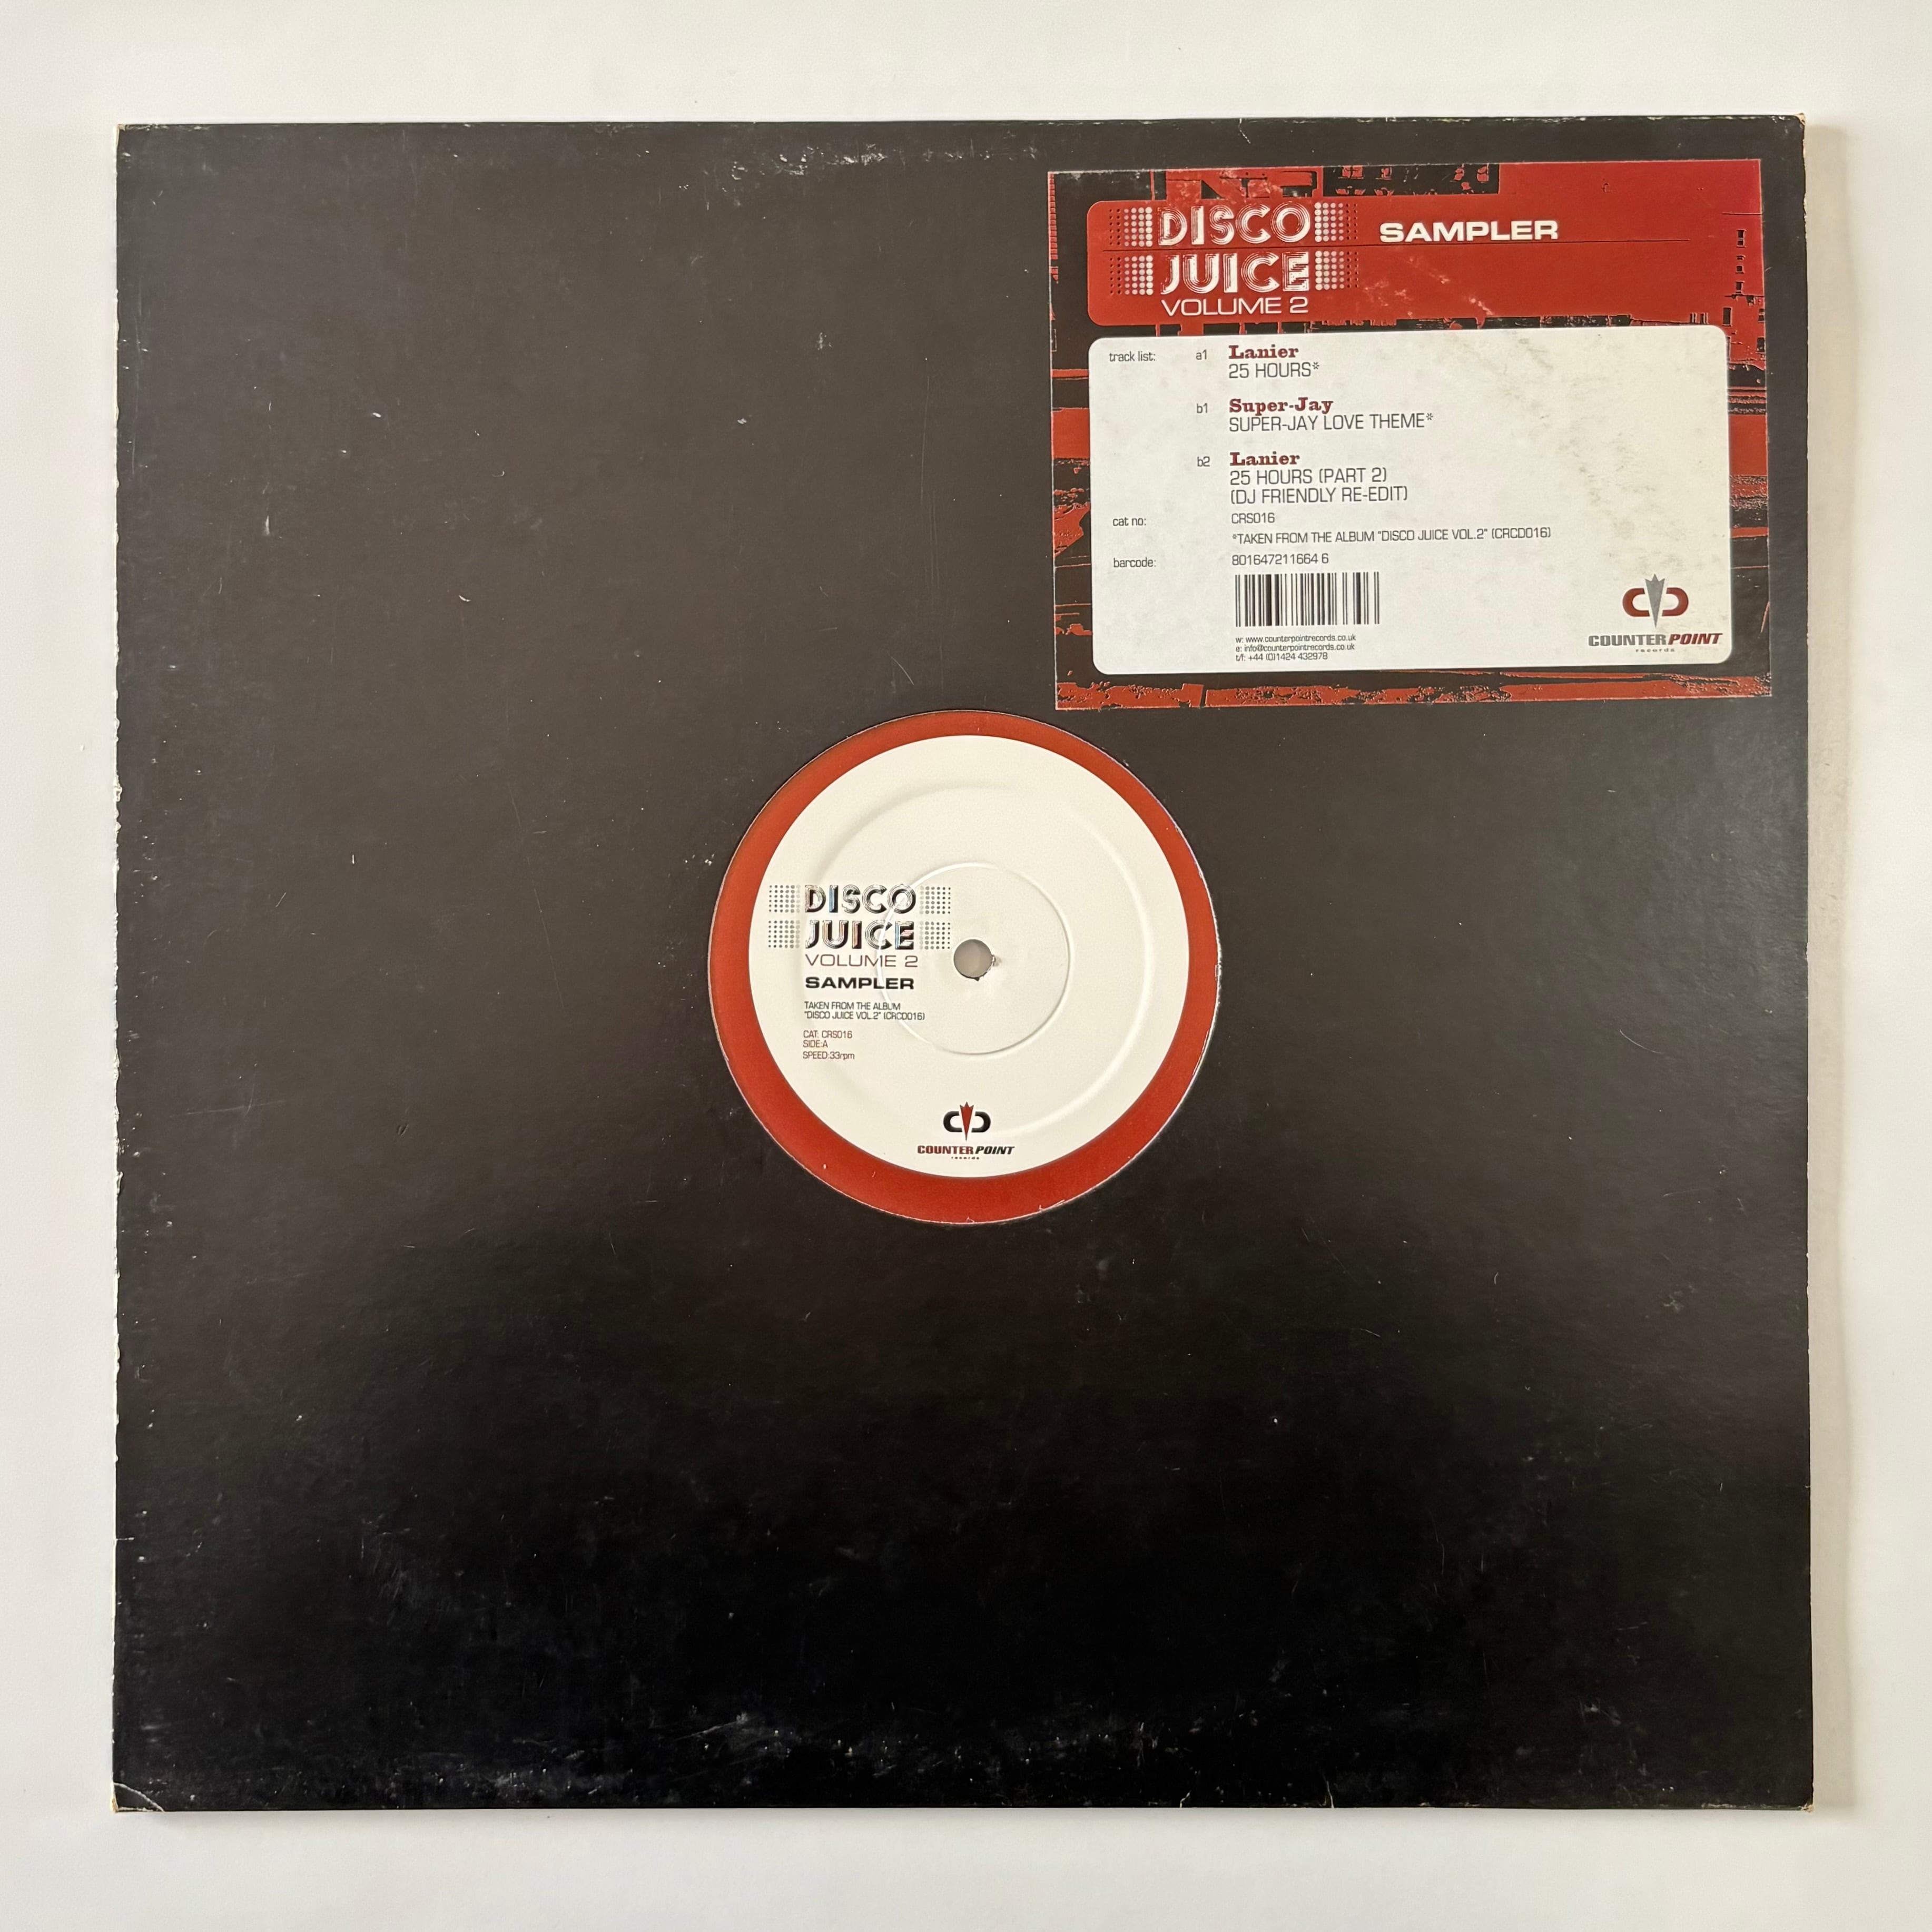 DISCO
JUICE
VOLUME 2
SAMPLER
track list:
a1 Lanier
25 HOURS*
b1 Super-Jay
SUPER-JAY LOVE THEME*
b2 Lanier
25 HOURS (PART 2)
(DJ FRIENDLY RE-EDIT)
cat no: CRS016
*TAKEN FROM THE ALBUM "DISCO JUICE VOL.2" (CRCD016)
barcode: 801647211664 6
w: www.counterpointrecords.co.uk
e: info@counterpointrecords.co.uk
t/f: +44 (0)1424 432978
COUNTERPOINT
records
DISCO
JUICE
VOLUME 2
SAMPLER
TAKEN FROM THE ALBUM
"DISCO JUICE VOL.2" (CRCD016)
CAT: CRS016
SIDE:A
SPEED:33rpm
COUNTERPOINT
records